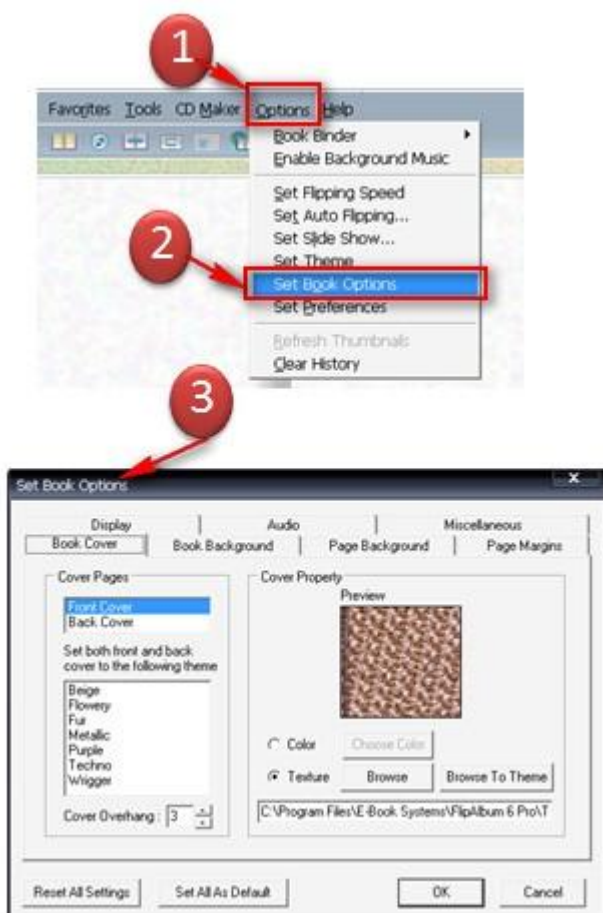 1
Favorites Tools CD Maker Options Help
Book Binder
Enable Background Music
Set Flipping Speed
Set Auto Flipping...
Set Slide Show...
2
Set Theme
Set Book Options
Set Preferences
Refresh Thumbnails
Clear History
3
Set Book Options
x
Display Audio Miscellaneous
Book Cover Book Background Page Background Page Margins
Cover Pages
Front Cover
Back Cover
Set both front and back
cover to the following theme
Beige
Flowery
Fur
Metallic
Purple
Techno
Wrigger
Cover Overhang : 3
Cover Property
Preview
Color Choose Color
Texture Browse Browse To Theme
C:\Program Files\E-Book Systems\FlipAlbum 6 Pro\T
Reset All Settings Set All As Default OK Cancel